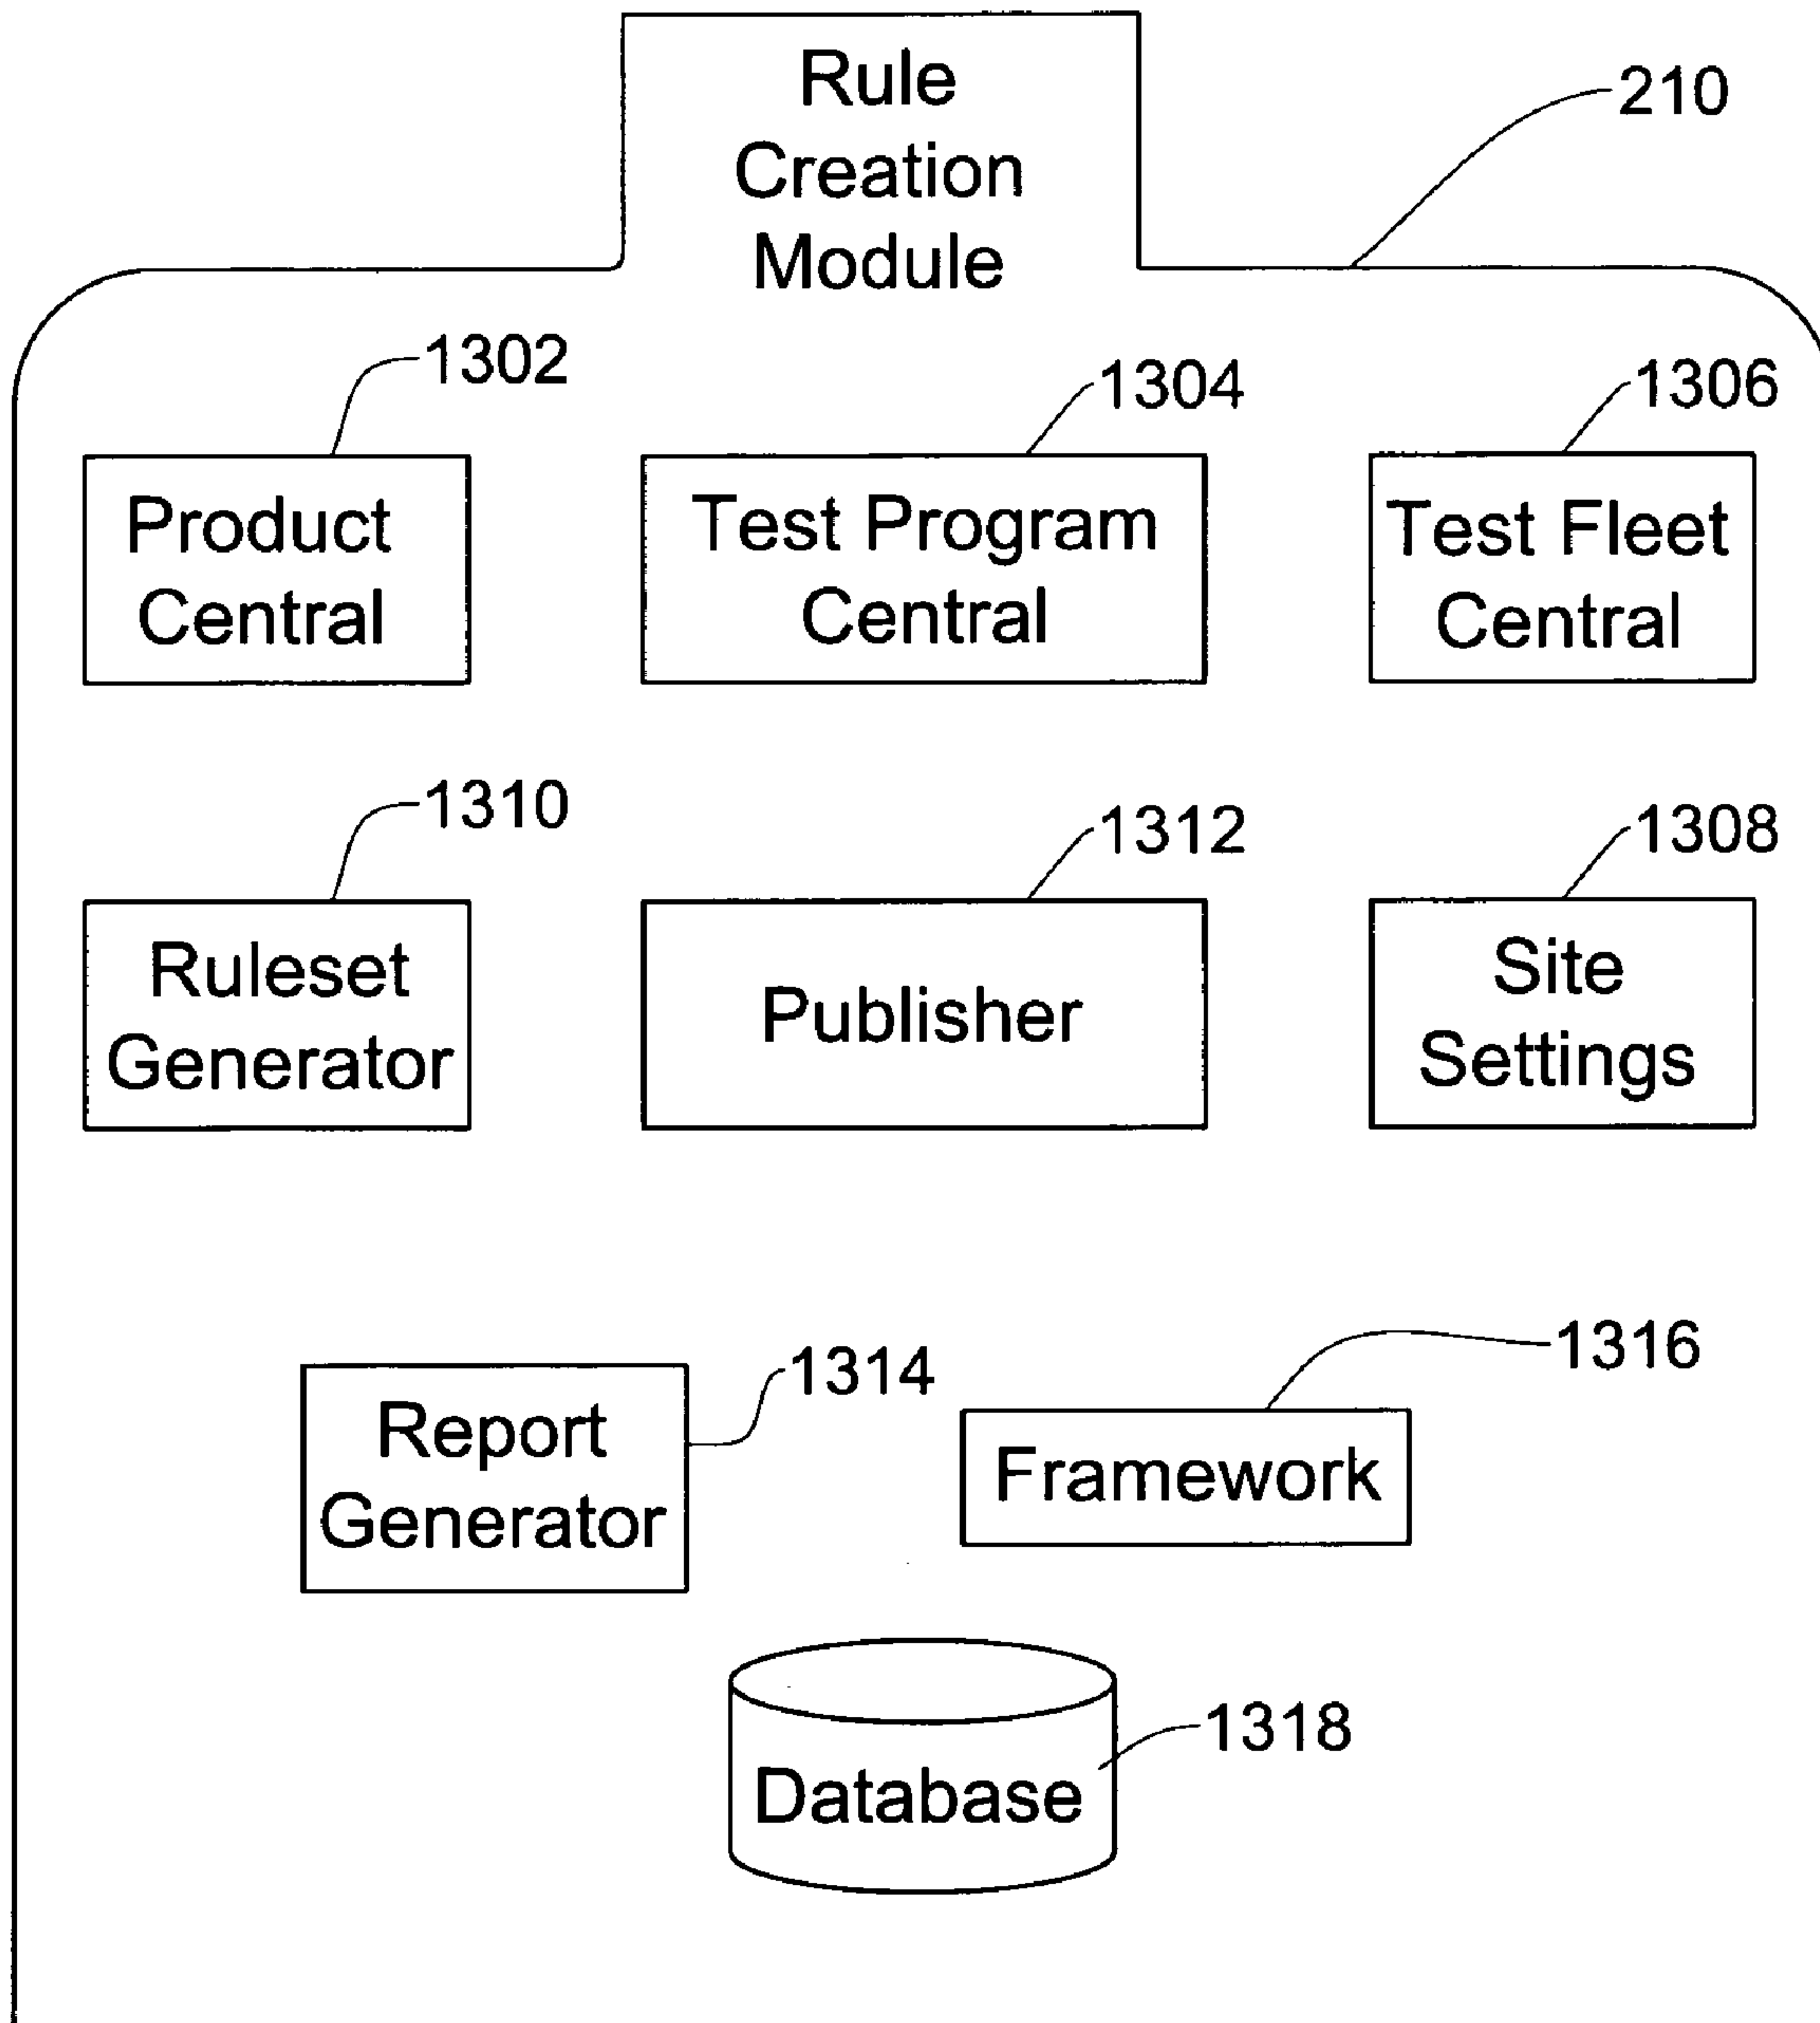 Rule
Creation
Module
210
1302
1304
1306
Product
Central
Test Program
Central
Test Fleet
Central
1310
1312
1308
Ruleset
Generator
Publisher
Site
Settings
1314
1316
Report
Generator
Framework
1318
Database